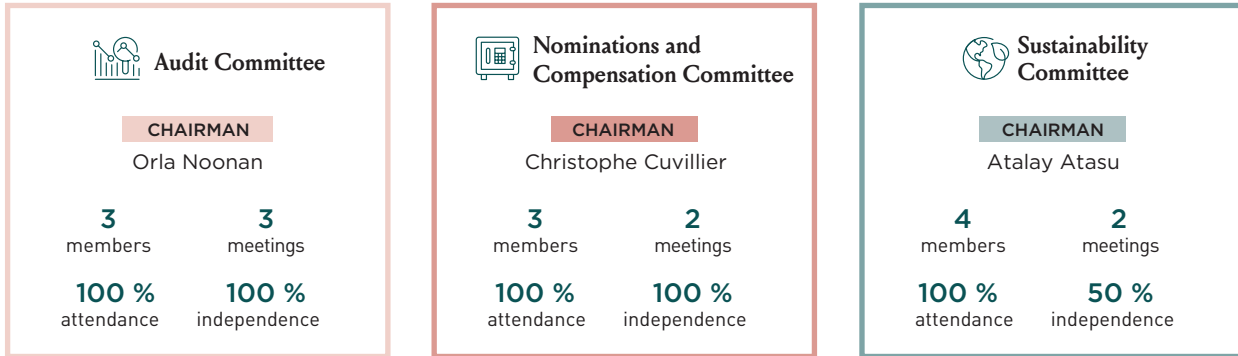 Audit Committee
CHAIRMAN
Orla Noonan
3
members
3
meetings
100 %
attendance
100 %
independence
Nominations and
Compensation Committee
CHAIRMAN
Christophe Cuvillier
3
members
2
meetings
100 %
attendance
100 %
independence
Sustainability
Committee
CHAIRMAN
Atalay Atasu
4
members
2
meetings
100 %
attendance
50 %
independence